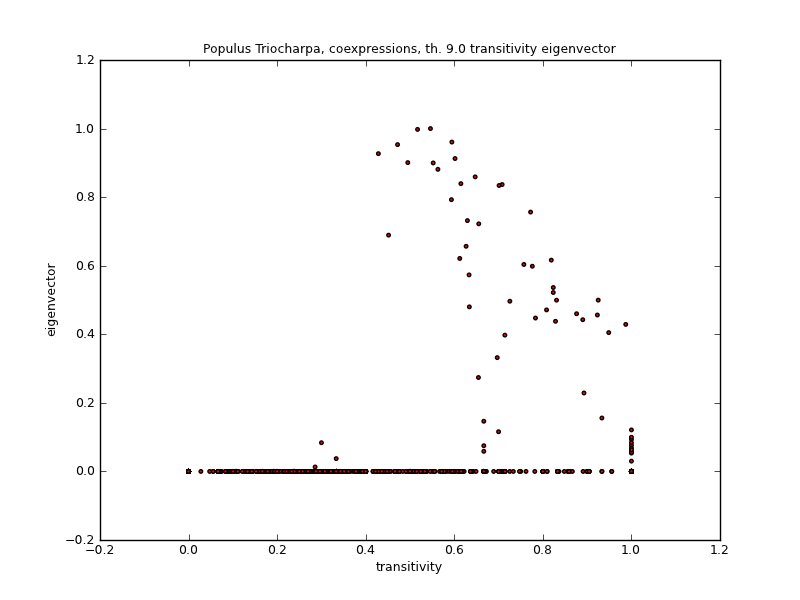 Populus Triocharpa, coexpressions, th. 9.0 transitivity eigenvector
1.2
1.0
0.8
0.6
0.4
0.2
0.0
−0.2
eigenvector
−0.2 0.0 0.2 0.4 0.6 0.8 1.0 1.2
transitivity